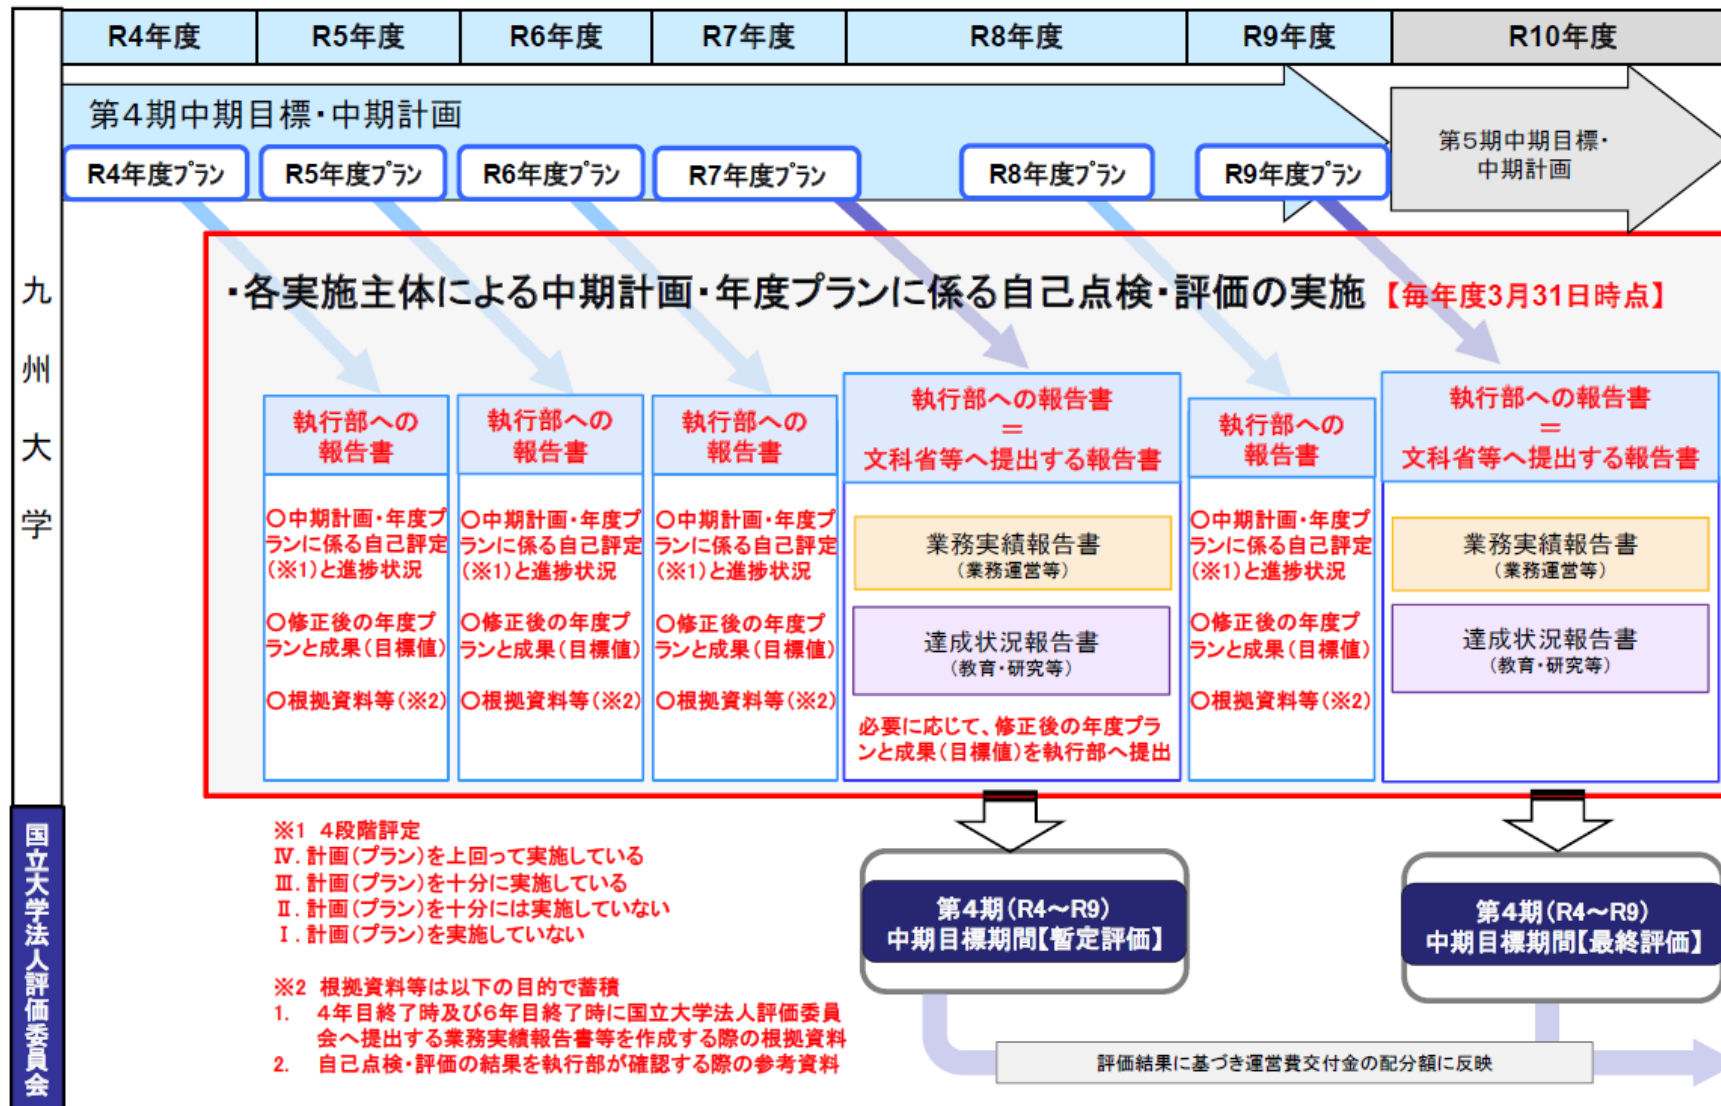 R4年度
R5年度
R6年度
R7年度
R8年度
R9年度
R10年度
第4期中期目標・中期計画
第5期中期目標・
中期計画
R4年度プラン
R5年度プラン
R6年度プラン
R7年度プラン
R8年度プラン
R9年度プラン
九
州
大
学
・各実施主体による中期計画・年度プランに係る自己点検・評価の実施【毎年度3月31日時点】
執行部への
報告書
〇中期計画・年度プ
ランに係る自己評定
(※1)と進捗状況
〇修正後の年度プ
ランと成果(目標値)
〇根拠資料等(※2)
執行部への
報告書
〇中期計画・年度プ
ランに係る自己評定
(※1)と進捗状況
〇修正後の年度プ
ランと成果(目標値)
〇根拠資料等(※2)
執行部への
報告書
〇中期計画・年度プ
ランに係る自己評定
(※1)と進捗状況
〇修正後の年度プ
ランと成果(目標値)
〇根拠資料等(※2)
執行部への報告書
＝
文科省等へ提出する報告書
業務実績報告書
(業務運営等)
達成状況報告書
(教育・研究等)
必要に応じて、修正後の年度プラ
ンと成果(目標値)を執行部へ提出
執行部への
報告書
〇中期計画・年度プ
ランに係る自己評定
(※1)と進捗状況
〇修正後の年度プ
ランと成果(目標値)
〇根拠資料等(※2)
執行部への報告書
＝
文科省等へ提出する報告書
業務実績報告書
(業務運営等)
達成状況報告書
(教育・研究等)
国立大学法人評価委員会
※1 4段階評定
Ⅳ. 計画(プラン)を上回って実施している
Ⅲ. 計画(プラン)を十分に実施している
Ⅱ. 計画(プラン)を十分には実施していない
Ⅰ. 計画(プラン)を実施していない
※2 根拠資料等は以下の目的で蓄積
1. 4年目終了時及び6年目終了時に国立大学法人評価委員
会へ提出する業務実績報告書等を作成する際の根拠資料
2. 自己点検・評価の結果を執行部が確認する際の参考資料
第4期(R4～R9)
中期目標期間【暫定評価】
第4期(R4～R9)
中期目標期間【最終評価】
評価結果に基づき運営費交付金の配分額に反映